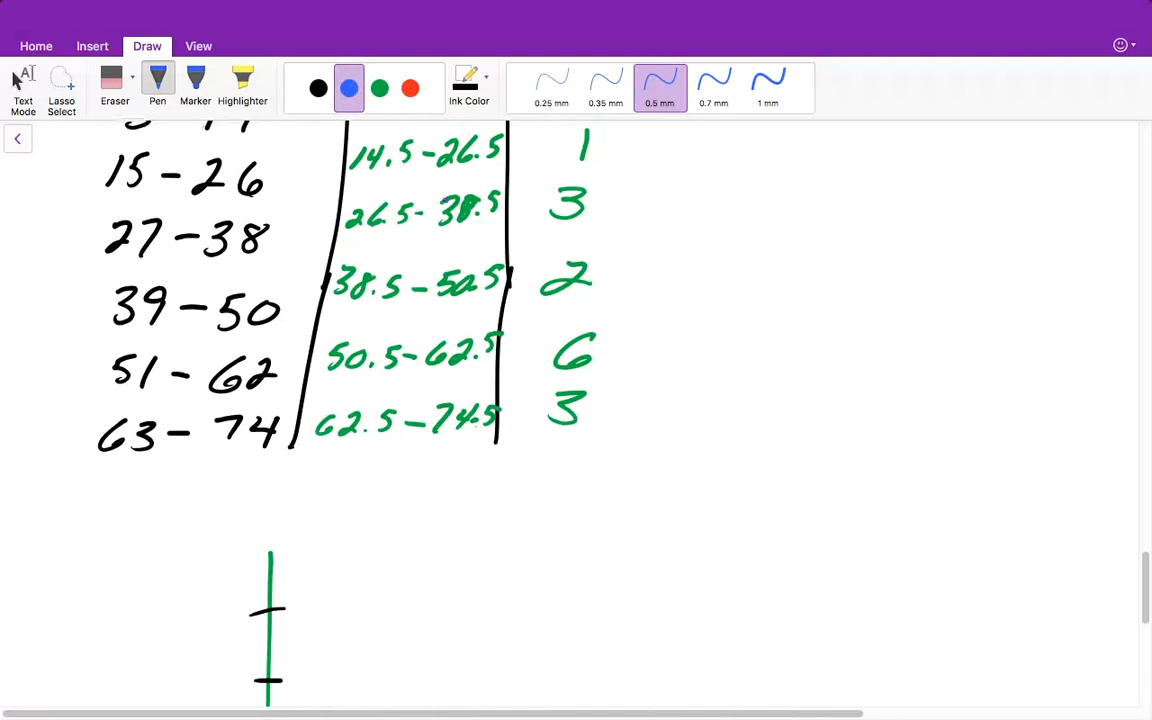 Home Insert Draw View
Text Mode Lasso Select Eraser Pen Marker Highlighter Ink Color 0.25 mm 0.35 mm 0.5 mm 0.7 mm 1 mm
15 - 26 14.5 - 26.5 1
27 - 38 26.5 - 38.5 3
39 - 50 38.5 - 50.5 2
51 - 62 50.5 - 62.5 6
63 - 74 62.5 - 74.5 3